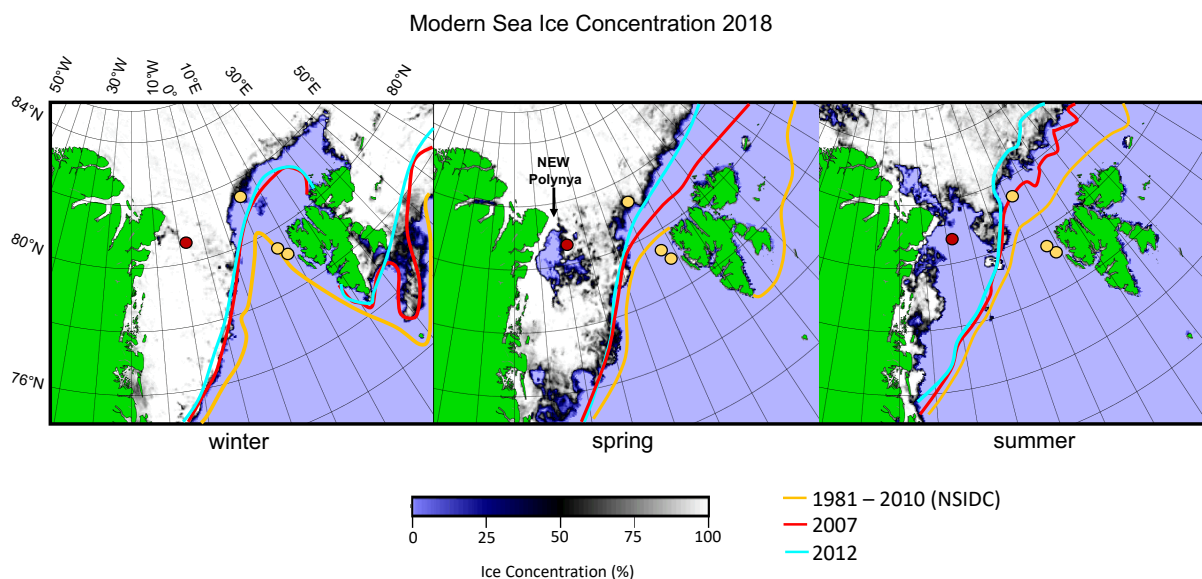 Modern Sea Ice Concentration 2018
50°W
30°W
10°W
0°
10°E
30°E
50°E
80°N
84°N
80°N
76°N
NEW
Polynya
winter
spring
summer
0
25
50
75
100
Ice Concentration (%)
1981 – 2010 (NSIDC)
2007
2012